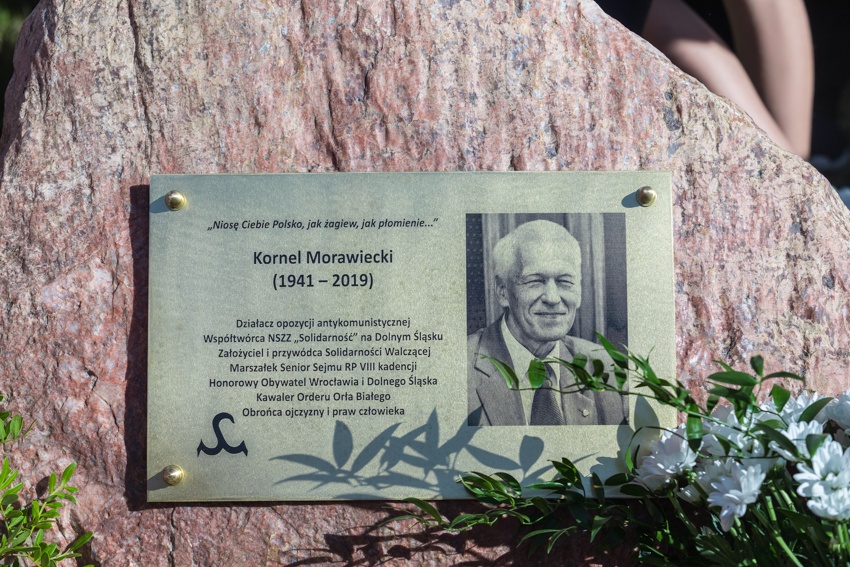 „Niosę Ciebie Polsko, jak żagiew, jak płomienie...”
Kornel Morawiecki
(1941 – 2019)
Działacz opozycji antykomunistycznej
Współtwórca NSZZ „Solidarność” na Dolnym Śląsku
Założyciel i przywódca Solidarności Walczącej
Marszałek Senior Sejmu RP VIII kadencji
Honorowy Obywatel Wrocławia i Dolnego Śląska
Kawaler Orderu Orła Białego
Obrońca ojczyzny i praw człowieka